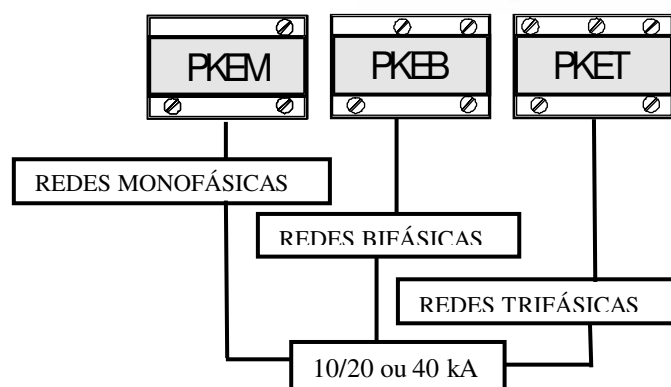 PKEM PKEB PKET
REDES MONOFÁSICAS
REDES BIFÁSICAS
REDES TRIFÁSICAS
10/20 ou 40 kA